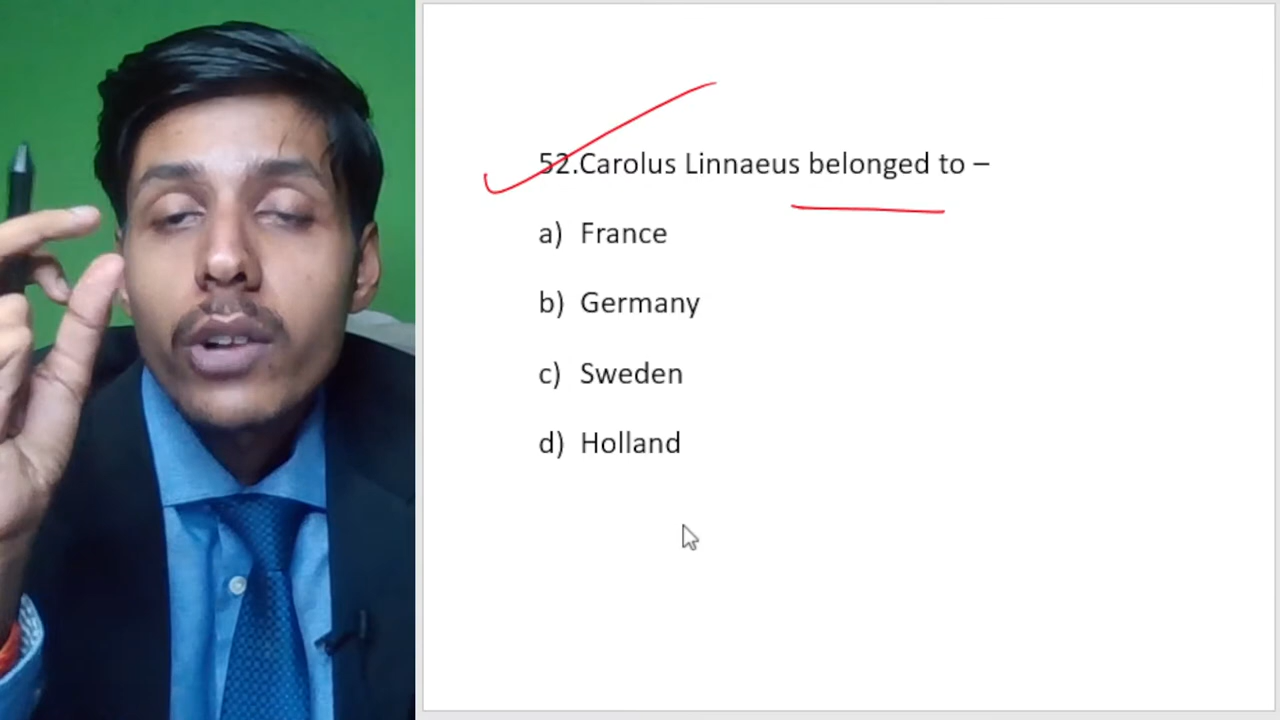 52.Carolus Linnaeus belonged to –
a) France
b) Germany
c) Sweden
d) Holland